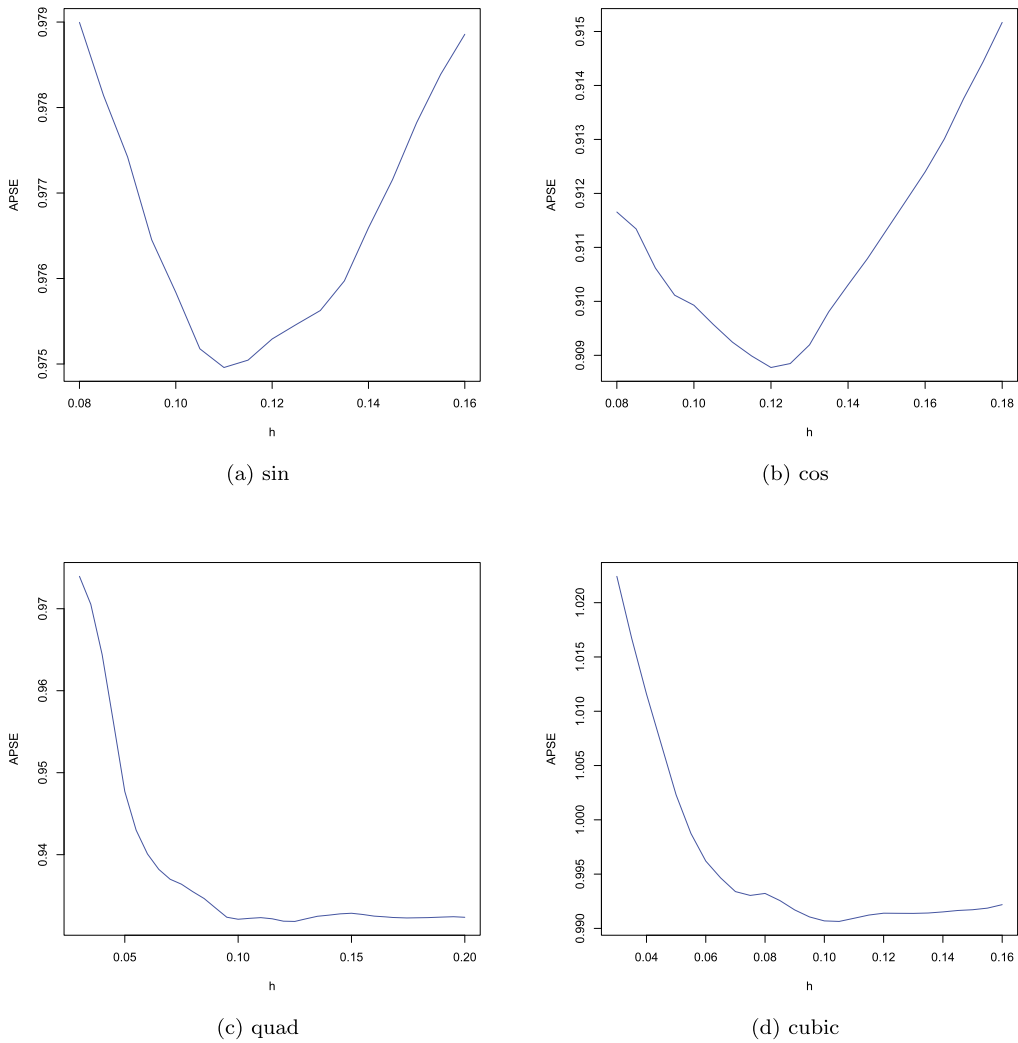 APSE
0.979
0.978
0.977
0.976
0.975
0.08 0.10 0.12 0.14 0.16
h
(a) sin
APSE
0.915
0.914
0.913
0.912
0.911
0.910
0.909
0.08 0.10 0.12 0.14 0.16 0.18
h
(b) cos
APSE
0.97
0.96
0.95
0.94
0.05 0.10 0.15 0.20
h
(c) quad
APSE
1.020
1.015
1.010
1.005
1.000
0.995
0.990
0.04 0.06 0.08 0.10 0.12 0.14 0.16
h
(d) cubic